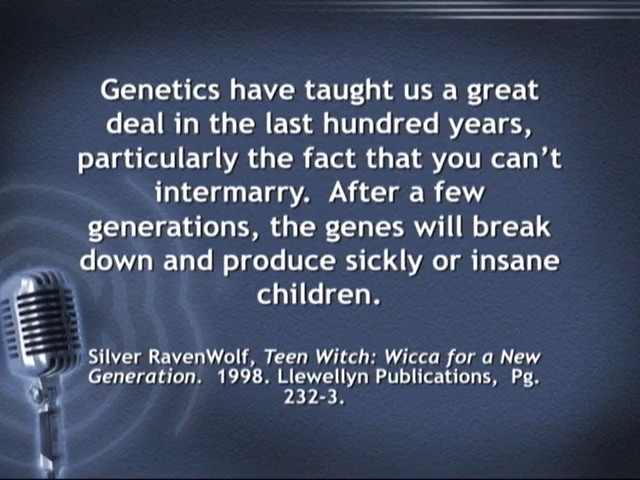 Genetics have taught us a great
deal in the last hundred years,
particularly the fact that you can't
intermarry.  After a few
generations, the genes will break
down and produce sickly or insane
children.
Silver RavenWolf, Teen Witch: Wicca for a New
Generation.  1998. Llewellyn Publications,  Pg.
232-3.